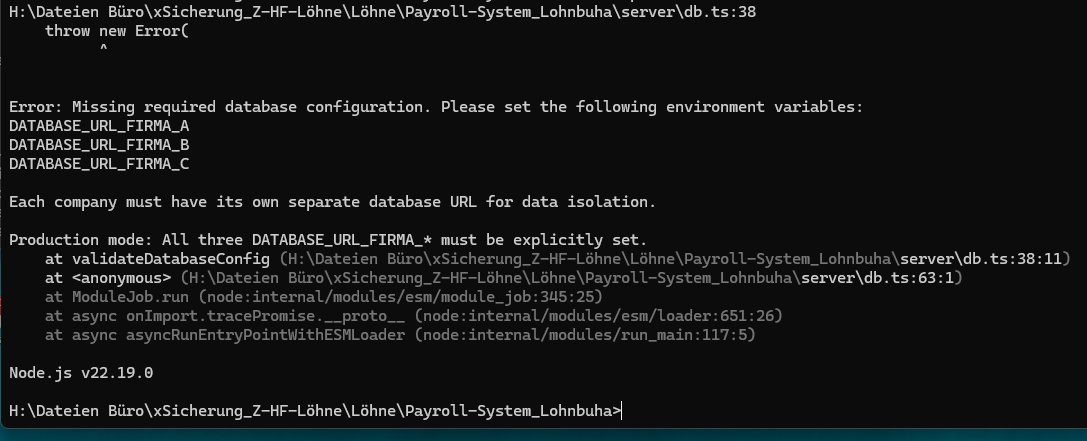 H:\Dateien Büro\xSicherung_Z-HF-Löhne\Löhne\Payroll-System_Lohnbuha\server\db.ts:38
    throw new Error(
          ^
Error: Missing required database configuration. Please set the following environment variables:
DATABASE_URL_FIRMA_A
DATABASE_URL_FIRMA_B
DATABASE_URL_FIRMA_C
Each company must have its own separate database URL for data isolation.
Production mode: All three DATABASE_URL_FIRMA_* must be explicitly set.
    at validateDatabaseConfig (H:\Dateien Büro\xSicherung_Z-HF-Löhne\Löhne\Payroll-System_Lohnbuha\server\db.ts:38:11)
    at <anonymous> (H:\Dateien Büro\xSicherung_Z-HF-Löhne\Löhne\Payroll-System_Lohnbuha\server\db.ts:63:1)
    at ModuleJob.run (node:internal/modules/esm/module_job:345:25)
    at async onImport.tracePromise.__proto__ (node:internal/modules/esm/loader:651:26)
    at async asyncRunEntryPointWithESMLoader (node:internal/modules/run_main:117:5)
Node.js v22.19.0
H:\Dateien Büro\xSicherung_Z-HF-Löhne\Löhne\Payroll-System_Lohnbuha>